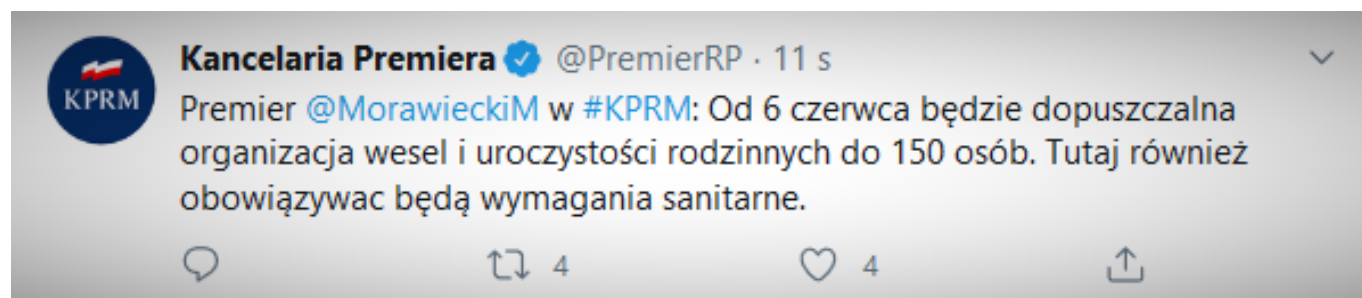 KPRM
Kancelaria Premiera @PremierRP · 11 s
Premier @MorawieckiM w #KPRM: Od 6 czerwca będzie dopuszczalna
organizacja wesel i uroczystości rodzinnych do 150 osób. Tutaj również
obowiązywac będą wymagania sanitarne.
4 4